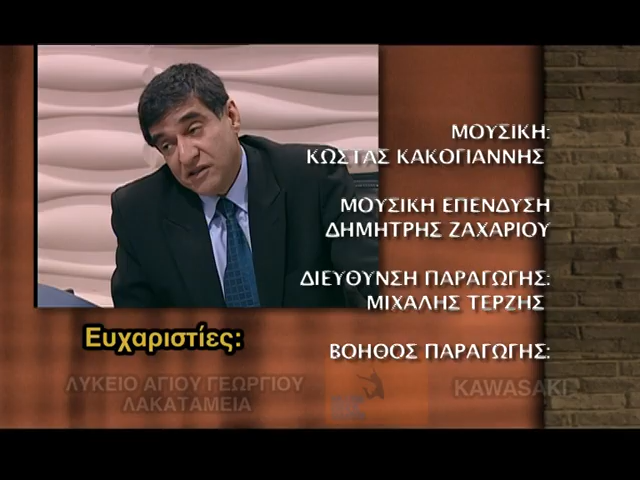 ΜΟΥΣΙΚΗ:
ΚΩΣΤΑΣ ΚΑΚΟΓΙΑΝΝΗΣ
ΜΟΥΣΙΚΗ ΕΠΕΝΔΥΣΗ
ΔΗΜΗΤΡΗΣ ΖΑΧΑΡΙΟΥ
ΔΙΕΥΘΥΝΣΗ ΠΑΡΑΓΩΓΗΣ:
ΜΙΧΑΛΗΣ ΤΕΡΖΗΣ
ΒΟΗΘΟΣ ΠΑΡΑΓΩΓΗΣ:
Ευχαριστίες:
ΛΥΚΕΙΟ ΑΓΙΟΥ ΓΕΩΡΓΙΟΥ
ΛΑΚΑΤΑΜΕΙΑ
KAWASAKI